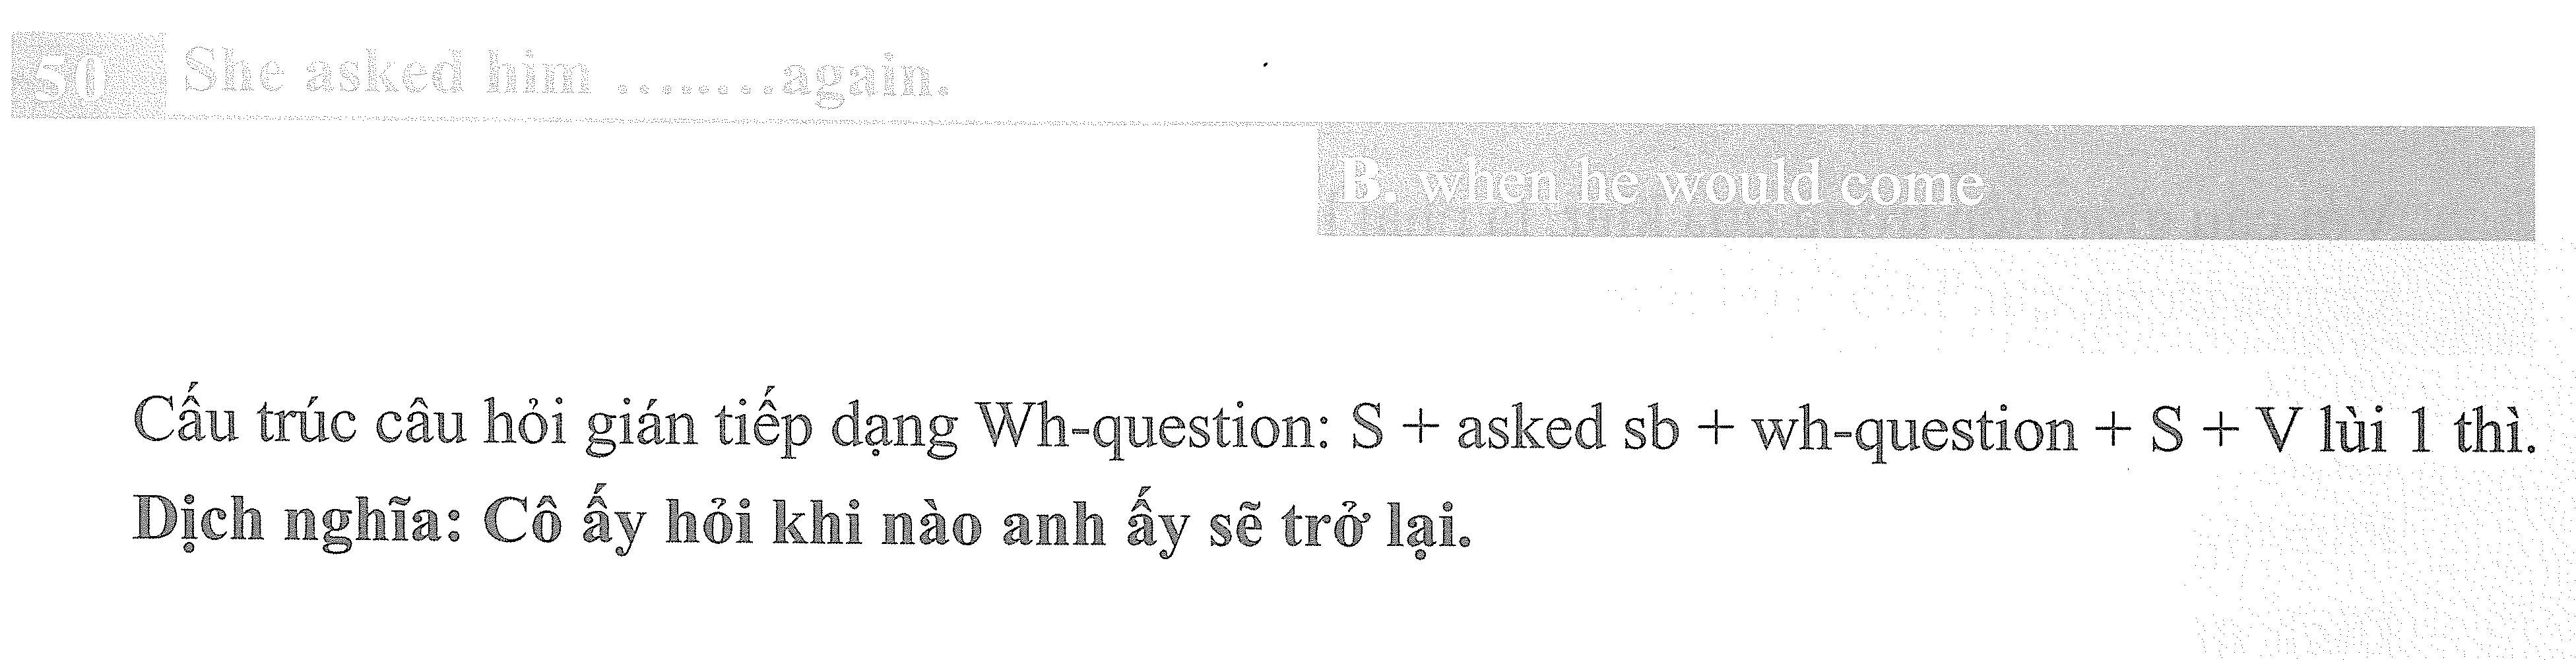 50 She asked him .........again.
B. when he would come
Cấu trúc câu hỏi gián tiếp dạng Wh-question: S + asked sb + wh-question + S + V lùi 1 thì.
Dịch nghĩa: Cô ấy hỏi khi nào anh ấy sẽ trở lại.